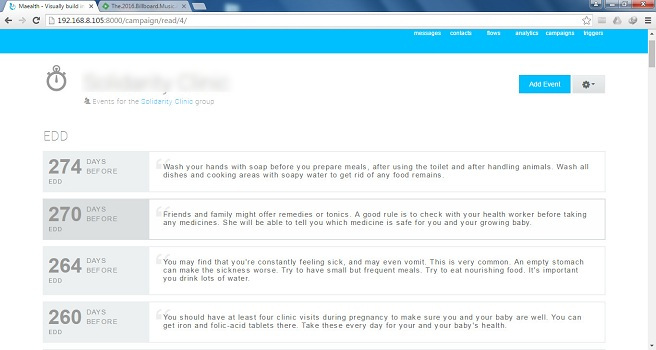 Maealth - Visually build in
The.2016.Billboard.Music.
192.168.8.105:8000/campaign/read/4/
messages contacts flows analytics campaigns triggers
Solidarity Clinic
Add Event
Events for the Solidarity Clinic group
EDD
274 DAYS BEFORE
EDD
Wash your hands with soap before you prepare meals, after using the toilet and after handling animals. Wash all
dishes and cooking areas with soapy water to get rid of any food remains.
270 DAYS BEFORE
EDD
Friends and family might offer remedies or tonics. A good rule is to check with your health worker before taking
any medicines. She will be able to tell you which medicine is safe for you and your growing baby.
264 DAYS BEFORE
EDD
You may find that you're constantly feeling sick, and may even vomit. This is very common. An empty stomach
can make the sickness worse. Try to have small but frequent meals. Try to eat nourishing food. It's important
you drink lots of water.
260 DAYS BEFORE
EDD
You should have at least four clinic visits during pregnancy to make sure you and your baby are well. You can
get iron and folic-acid tablets there. Take these every day for your and your baby's health.